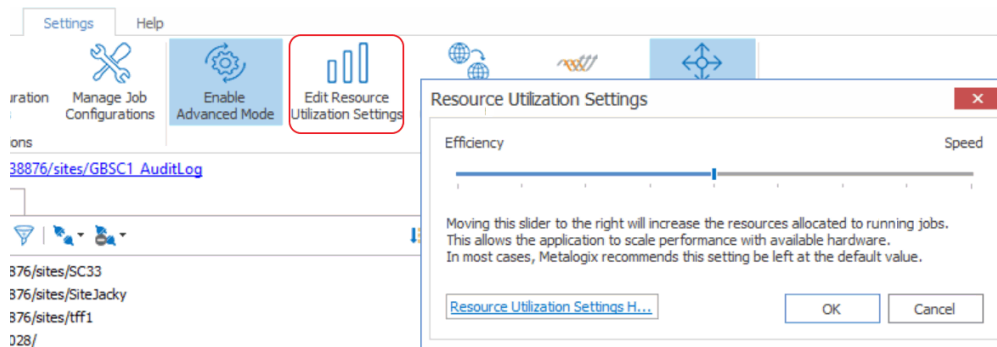 Settings Help
uration
Manage Job
Configurations
Enable
Advanced Mode
Edit Resource
Utilization Settings
ons
38876/sites/GBSC1_AuditLog
876/sites/SC33
876/sites/SiteJacky
876/sites/tff1
028/
Resource Utilization Settings
Efficiency Speed
Moving this slider to the right will increase the resources allocated to running jobs.
This allows the application to scale performance with available hardware.
In most cases, Metalogix recommends this setting be left at the default value.
Resource Utilization Settings H...
OK Cancel